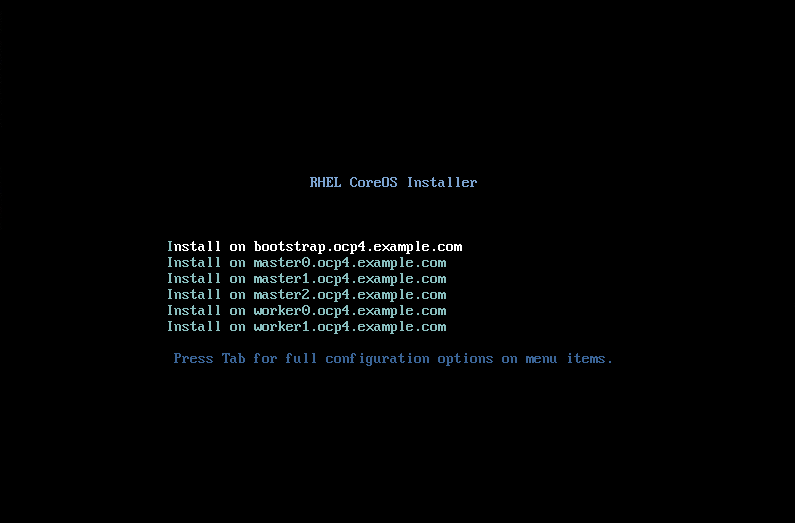 RHEL CoreOS Installer
Install on bootstrap.ocp4.example.com
Install on master0.ocp4.example.com
Install on master1.ocp4.example.com
Install on master2.ocp4.example.com
Install on worker0.ocp4.example.com
Install on worker1.ocp4.example.com
Press Tab for full configuration options on menu items.